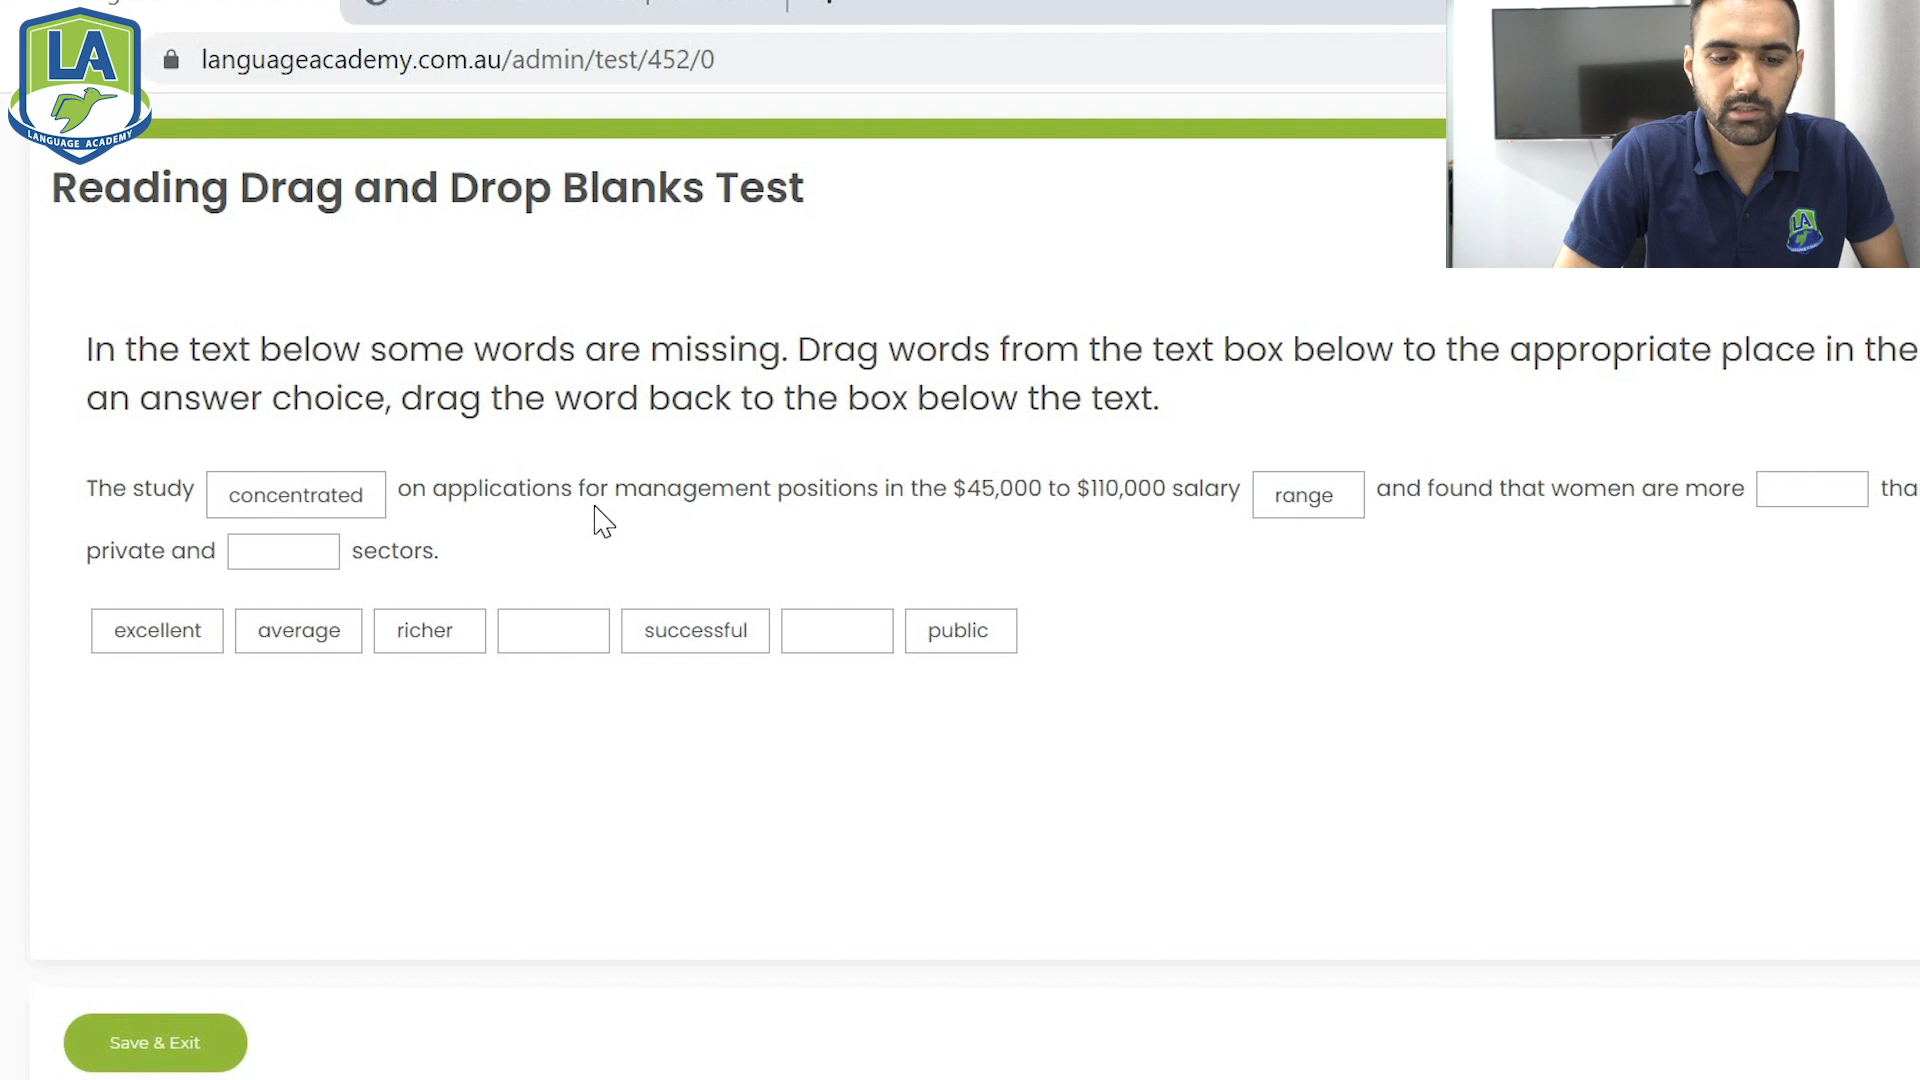 LA
LANGUAGE ACADEMY
languageacademy.com.au/admin/test/452/0
LA
Reading Drag and Drop Blanks Test
In the text below some words are missing. Drag words from the text box below to the appropriate place in the
an answer choice, drag the word back to the box below the text.
The study concentrated on applications for management positions in the $45,000 to $110,000 salary range and found that women are more tha
private and sectors.
excellent average richer successful public
Save & Exit